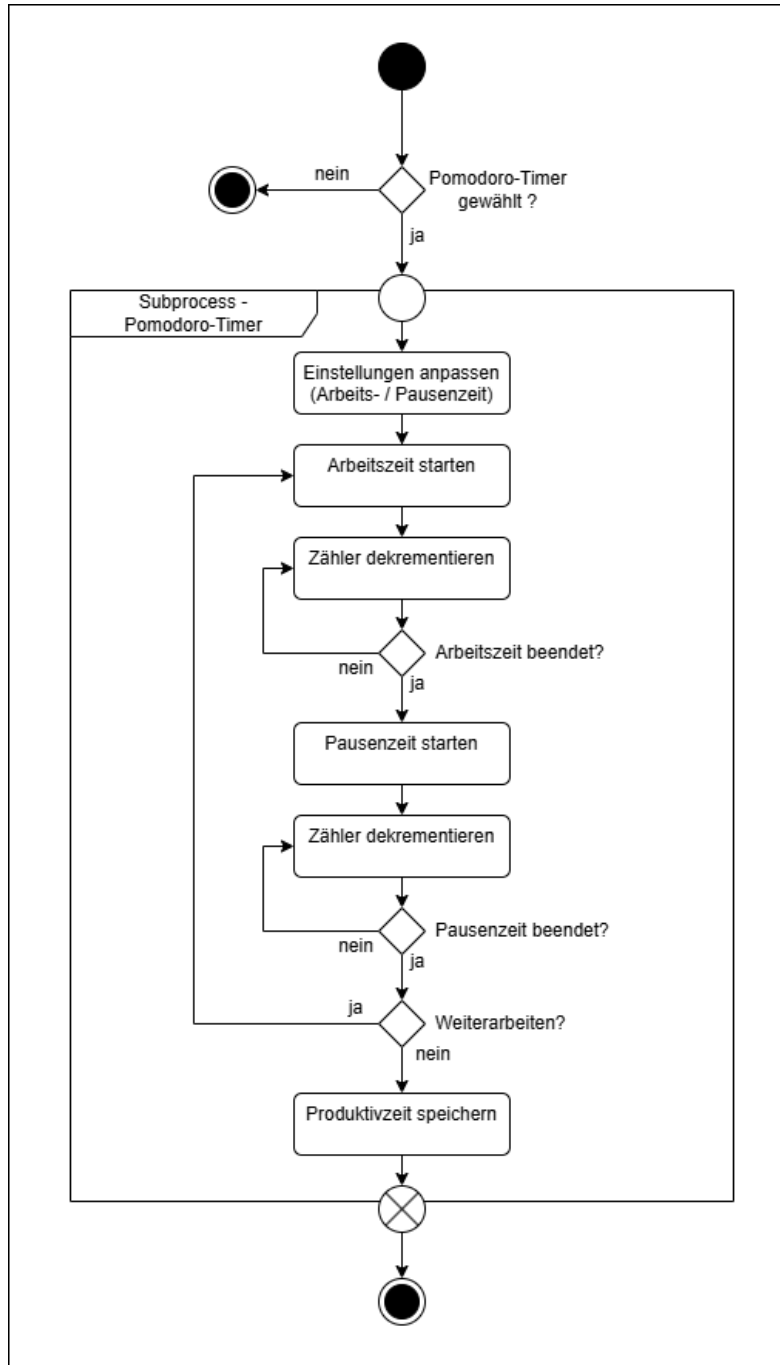 nein
Pomodoro-Timer
gewählt ?
ja
Subprocess -
Pomodoro-Timer
Einstellungen anpassen
(Arbeits- / Pausenzeit)
Arbeitszeit starten
Zähler dekrementieren
Arbeitszeit beendet?
nein
ja
Pausenzeit starten
Zähler dekrementieren
Pausenzeit beendet?
nein
ja
ja
Weiterarbeiten?
nein
Produktivzeit speichern